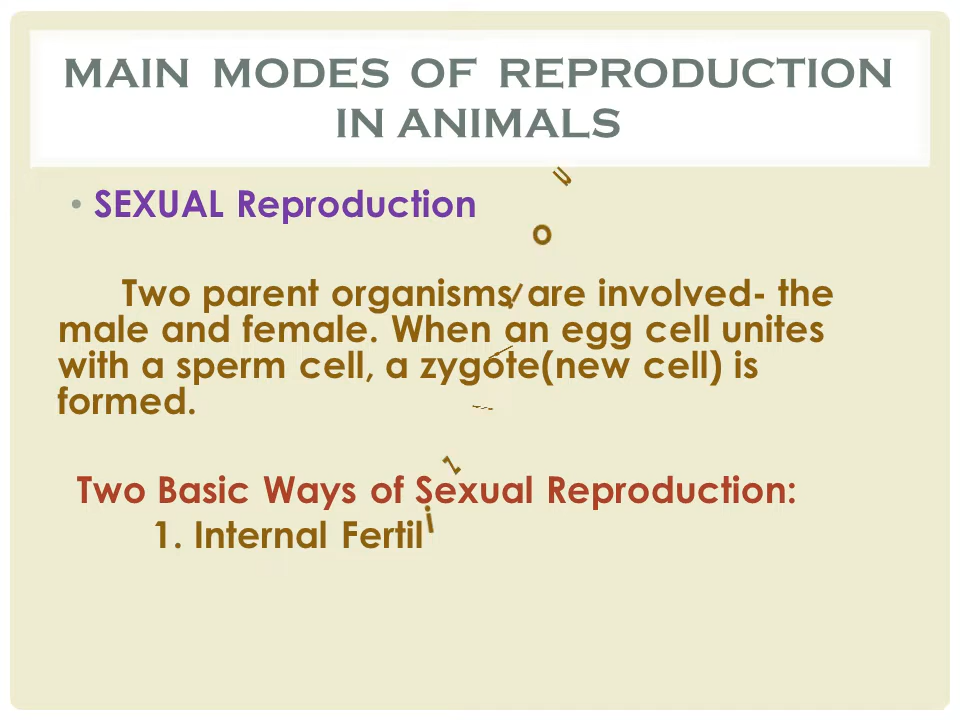 MAIN MODES OF REPRODUCTION
IN ANIMALS
• SEXUAL Reproduction
Two parent organisms are involved- the
male and female. When an egg cell unites
with a sperm cell, a zygote(new cell) is
formed.
Two Basic Ways of Sexual Reproduction:
1. Internal Fertil